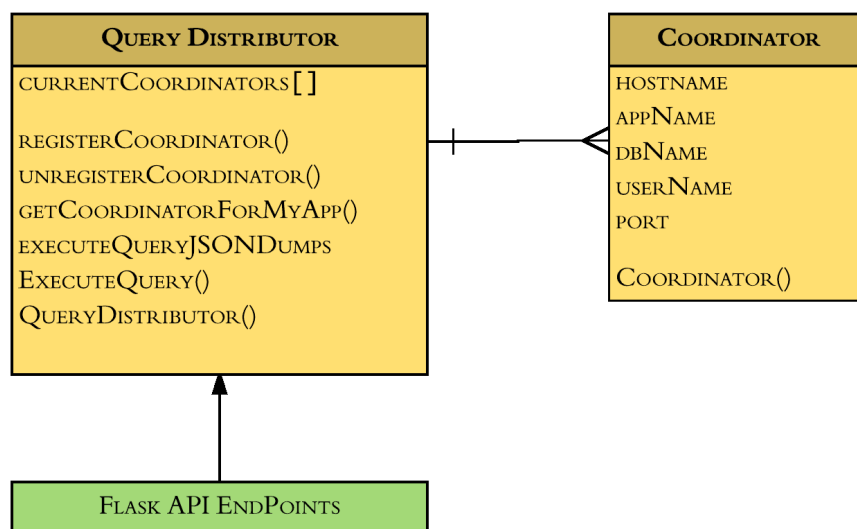 Query Distributor
currentCoordinators[]
registerCoordinator()
unregisterCoordinator()
getCoordinatorForMyApp()
executeQueryJSONDumps
ExecuteQuery()
QueryDistributor()
Coordinator
hostname
appName
dbName
userName
port
Coordinator()
Flask API EndPoints